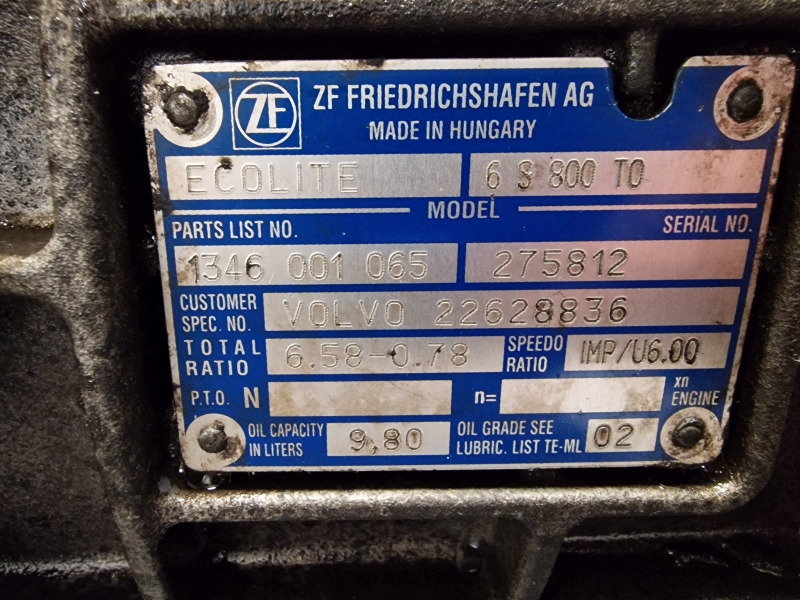 ZF
ZF FRIEDRICHSHAFEN AG
MADE IN HUNGARY
ECOLITE 6 S 800 TO
MODEL
PARTS LIST NO. SERIAL NO.
1346 001 065 275812
CUSTOMER SPEC. NO. VOLVO 22628836
TOTAL RATIO 6.58-0.78 SPEEDO RATIO IMP/U6.00
P.T.O. N n= xn ENGINE
OIL CAPACITY IN LITERS 9,80 OIL GRADE SEE LUBRIC. LIST TE-ML 02